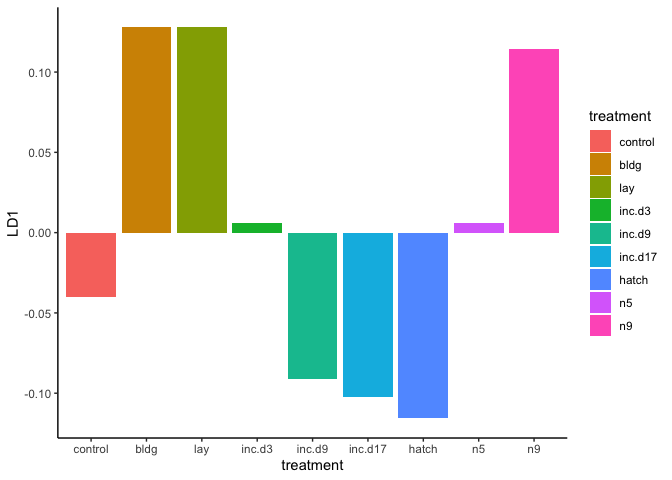 0.10
0.05
0.00
-0.05
-0.10
LD1
control bldg lay inc.d3 inc.d9 inc.d17 hatch n5 n9
treatment
treatment
control
bldg
lay
inc.d3
inc.d9
inc.d17
hatch
n5
n9